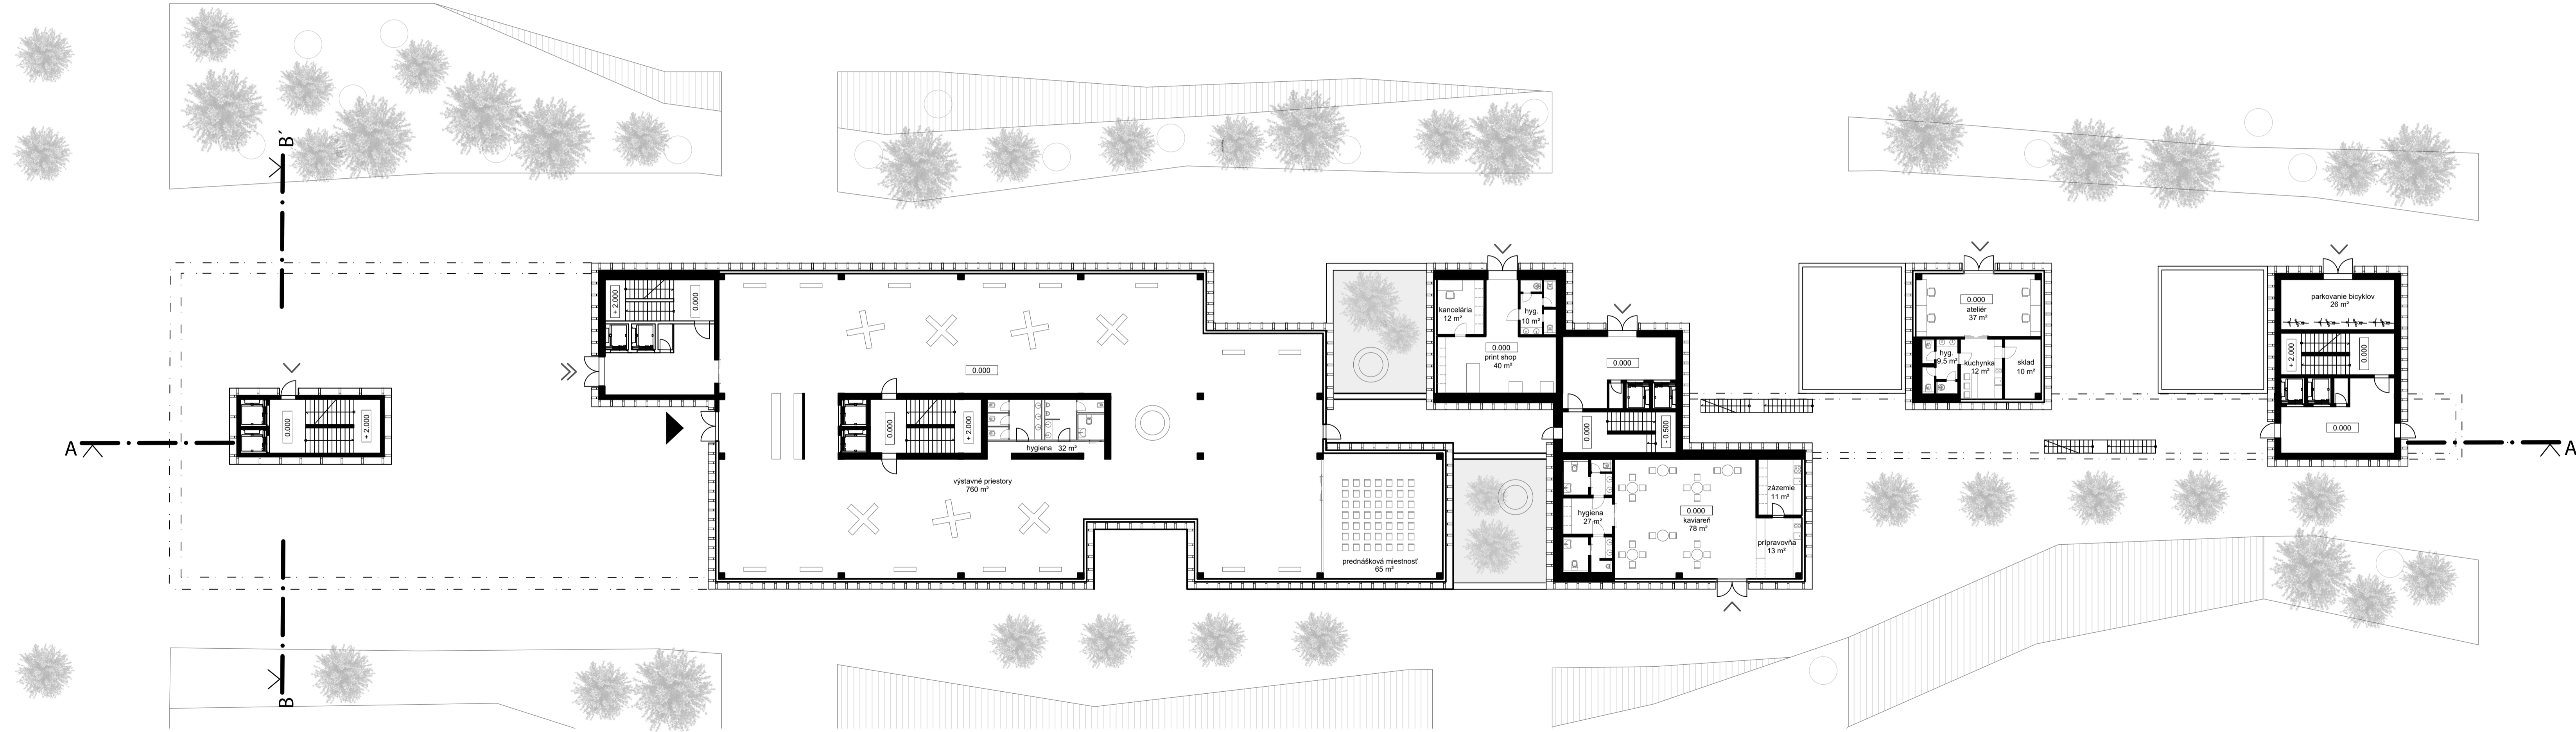 B´
+ 2.000
0.000
kancelária
12 m²
hyg.
10 m²
0.000
print shop
40 m²
0.000
0.000
ateliér
37 m²
hyg.
9,5 m²
kuchynka
12 m²
sklad
10 m²
parkovanie bicyklov
26 m²
+ 2.000
0.000
0.000
0.000
A
0.000
+ 2.000
0.000
+ 2.000
hygiena 32 m²
0.000
- 0.500
A
výstavné priestory
760 m²
prednášková miestnosť
65 m²
hygiena
27 m²
0.000
kaviareň
78 m²
zázemie
11 m²
prípravovňa
13 m²
B